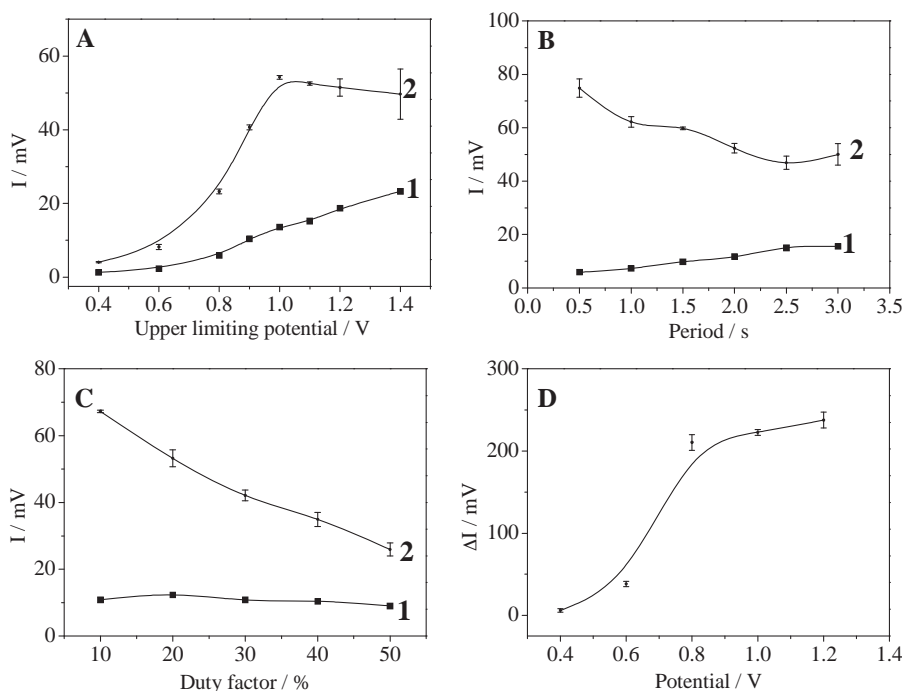 A
I / mV
60
40
20
0
2
1
0.4 0.6 0.8 1.0 1.2 1.4
Upper limiting potential / V
B
I / mV
100
80
60
40
20
0
2
1
0.0 0.5 1.0 1.5 2.0 2.5 3.0 3.5
Period / s
C
I / mV
80
60
40
20
0
2
1
10 20 30 40 50
Duty factor / %
D
ΔI / mV
300
200
100
0
0.4 0.6 0.8 1.0 1.2 1.4
Potential / V